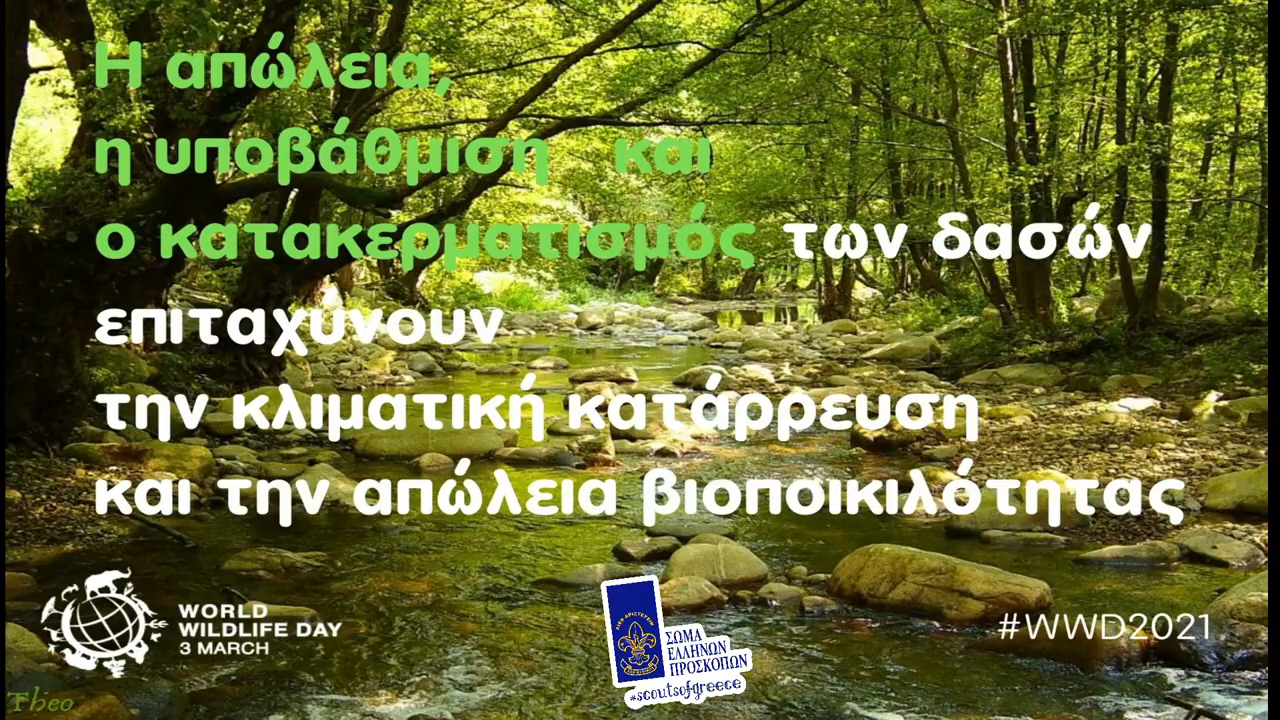 Η απώλεια,
η υποβάθμιση και
ο κατακερματισμός των δασών
επιταχύνουν
την κλιματική κατάρρευση
και την απώλεια βιοποικιλότητας
WORLD
WILDLIFE DAY
3 MARCH
ΣΩΜΑ
ΕΛΛΗΝΩΝ
ΠΡΟΣΚΟΠΩΝ
#scoutsofgreece
#WWD2021
Theo